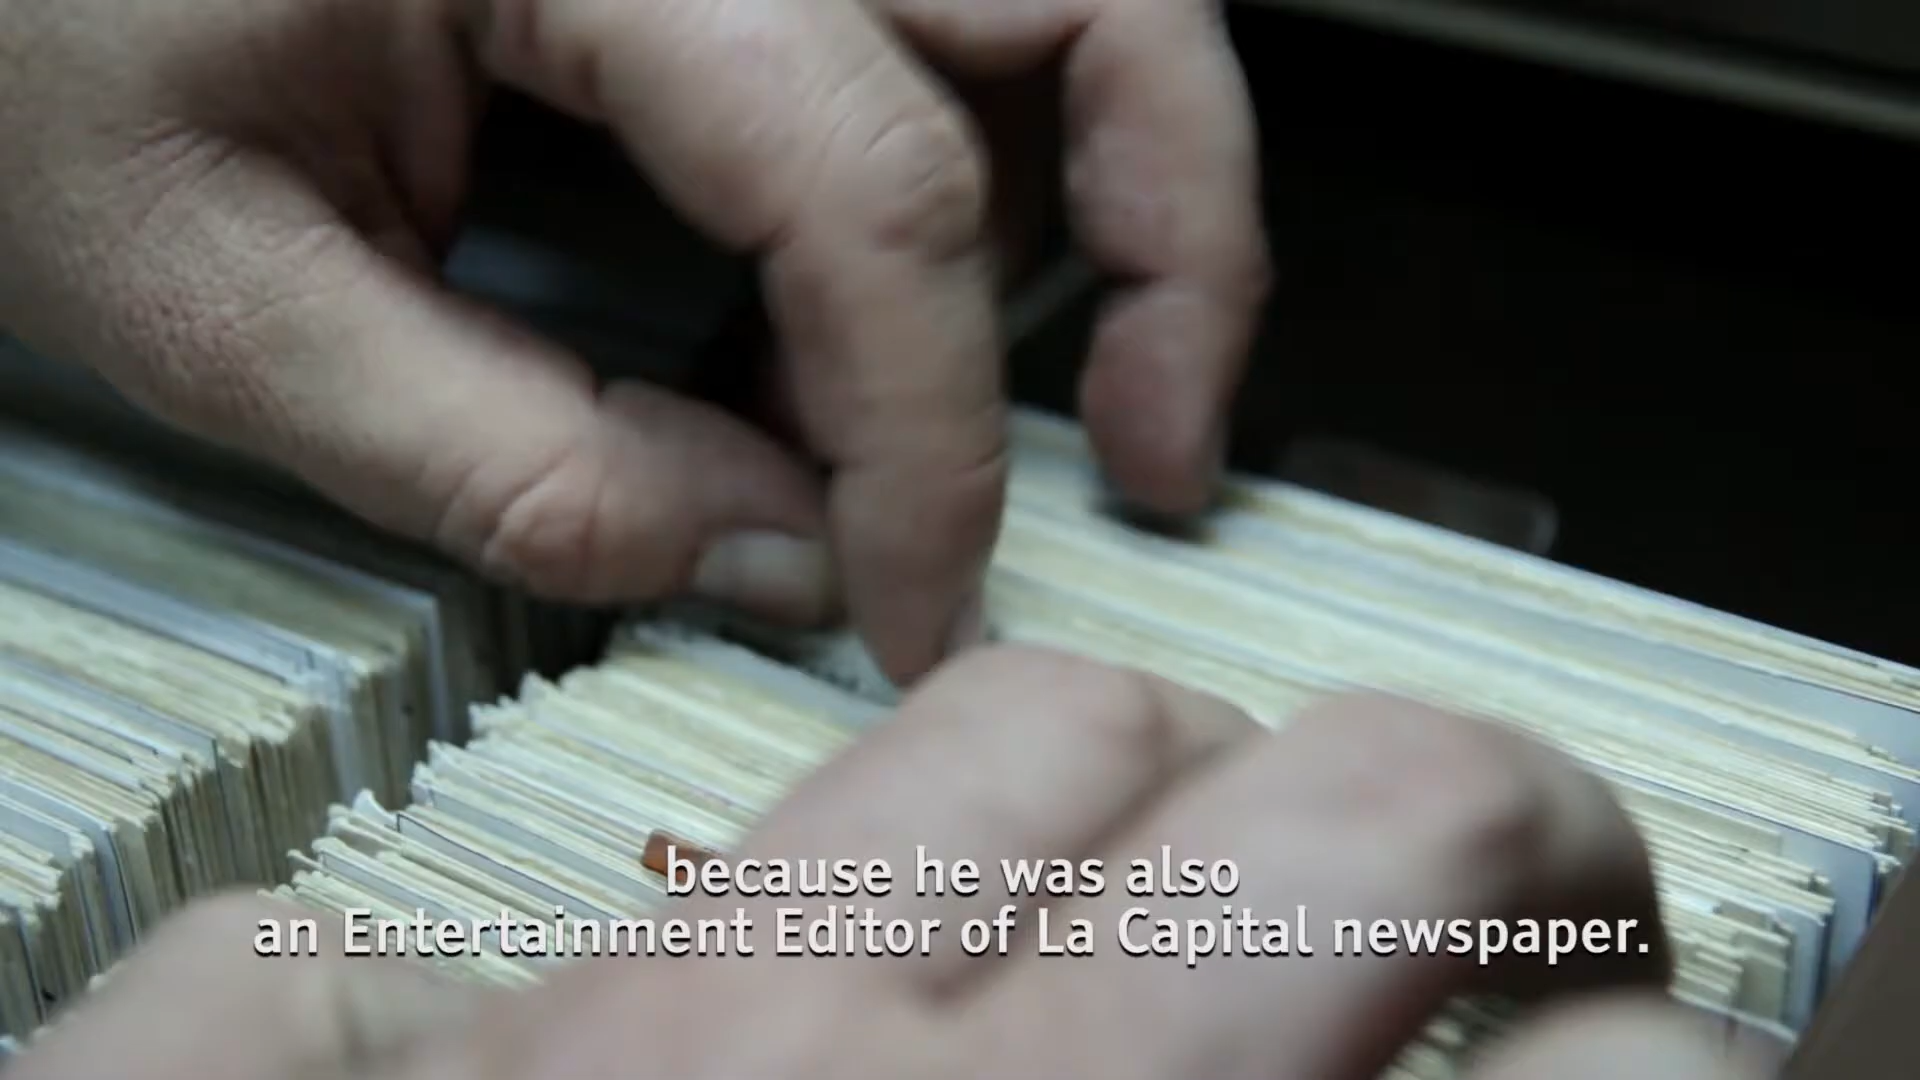 because he was also
an Entertainment Editor of La Capital newspaper.